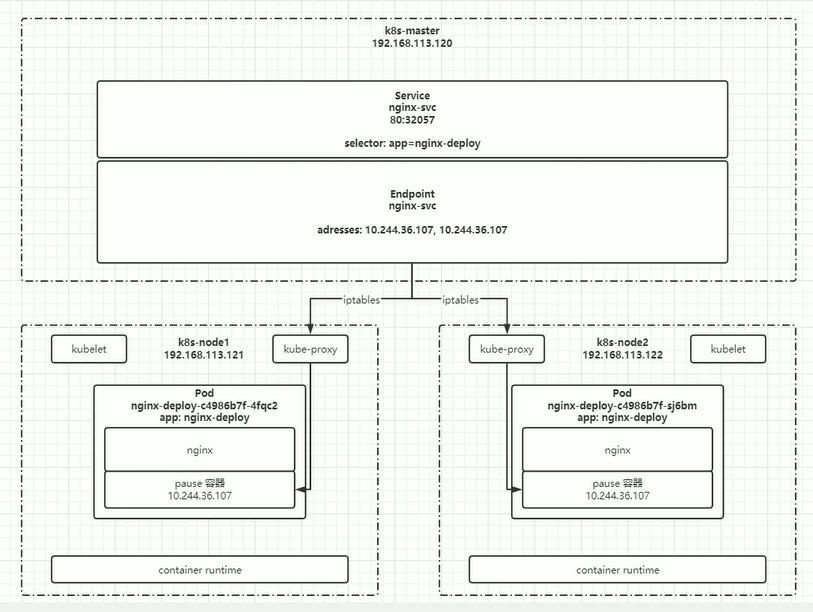 k8s-master
192.168.113.120
Service
nginx-svc
80:32057
selector: app=nginx-deploy
Endpoint
nginx-svc
adresses: 10.244.36.107, 10.244.36.107
iptables
iptables
kubelet
k8s-node1
192.168.113.121
kube-proxy
Pod
nginx-deploy-c4986b7f-4fqc2
app: nginx-deploy
nginx
pause 容器
10.244.36.107
container runtime
kube-proxy
k8s-node2
192.168.113.122
kubelet
Pod
nginx-deploy-c4986b7f-sj6bm
app: nginx-deploy
nginx
pause 容器
10.244.36.107
container runtime